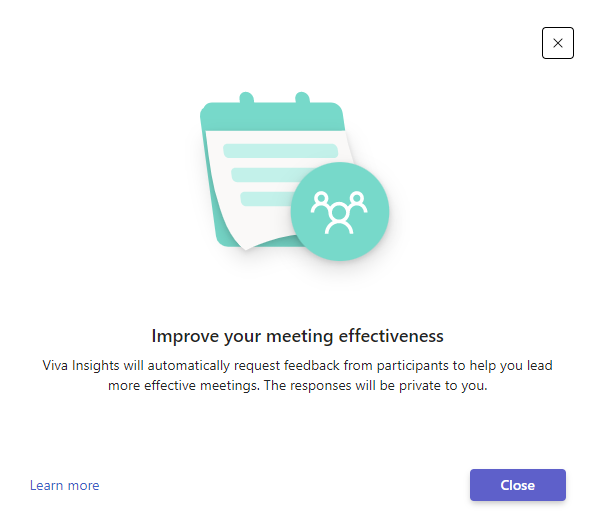 Improve your meeting effectiveness
Viva Insights will automatically request feedback from participants to help you lead
more effective meetings. The responses will be private to you.
Learn more
Close